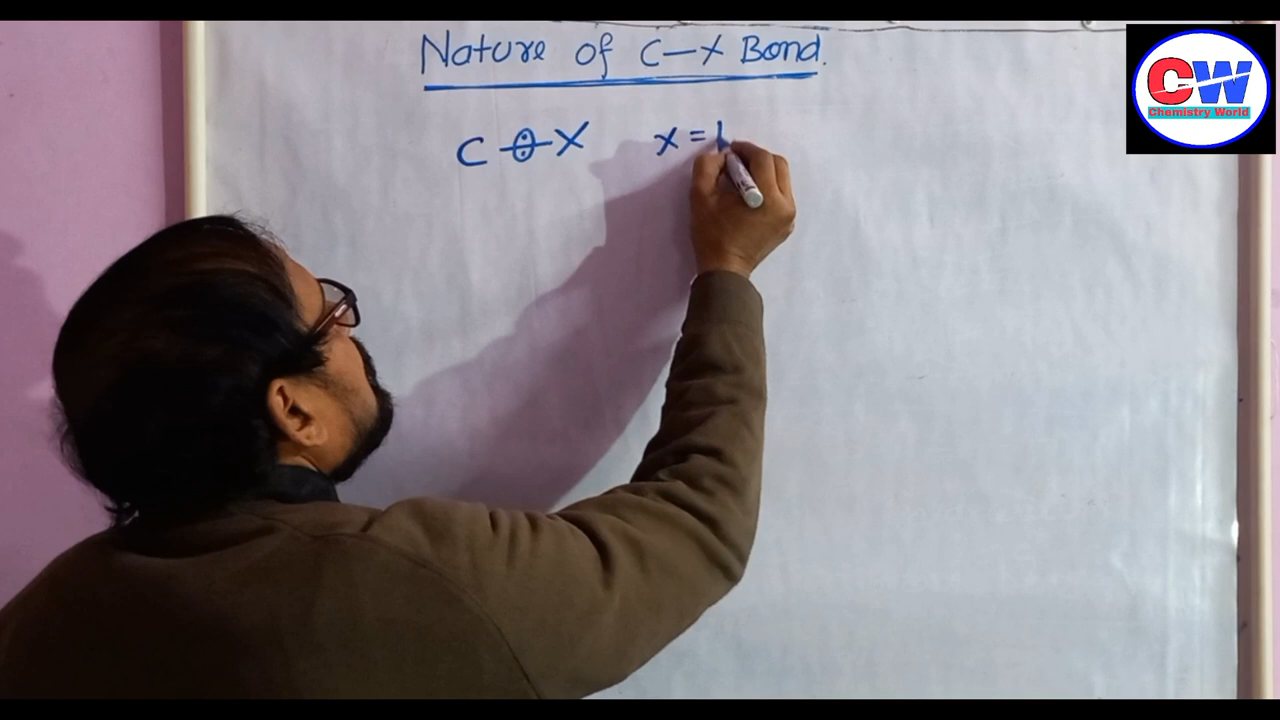 Nature of C–X Bond.
C–X X =
CW
Chemistry World